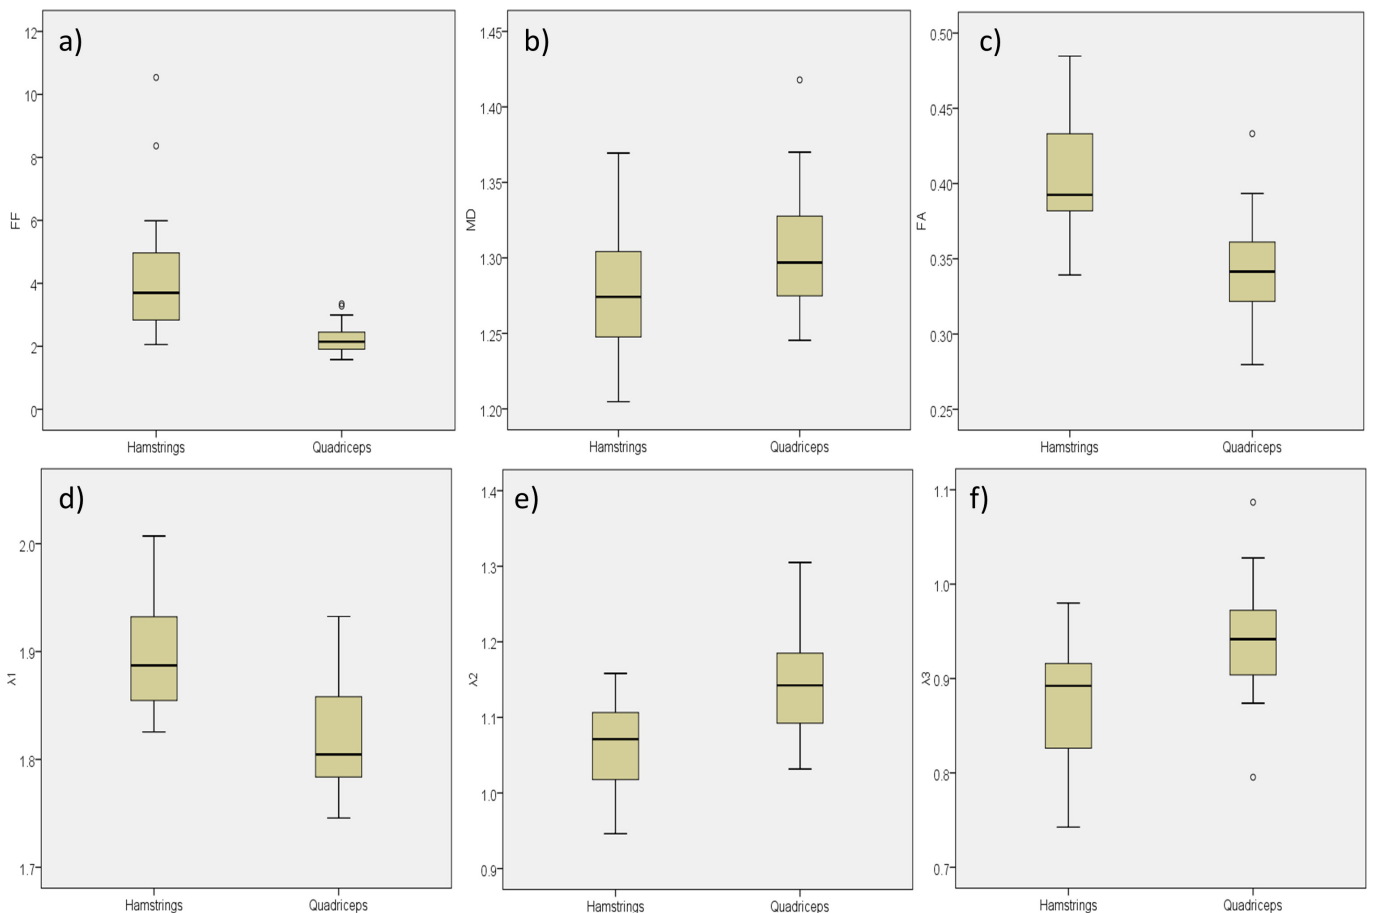 a)
12
10
8
6
4
2
0
FF
Hamstrings Quadriceps
b)
1.45
1.40
1.35
1.30
1.25
1.20
MD
Hamstrings Quadriceps
c)
0.50
0.45
0.40
0.35
0.30
0.25
FA
Hamstrings Quadriceps
d)
2.0
1.9
1.8
1.7
λ1
Hamstrings Quadriceps
e)
1.4
1.3
1.2
1.1
1.0
0.9
λ2
Hamstrings Quadriceps
f)
1.1
1.0
0.9
0.8
0.7
λ3
Hamstrings Quadriceps